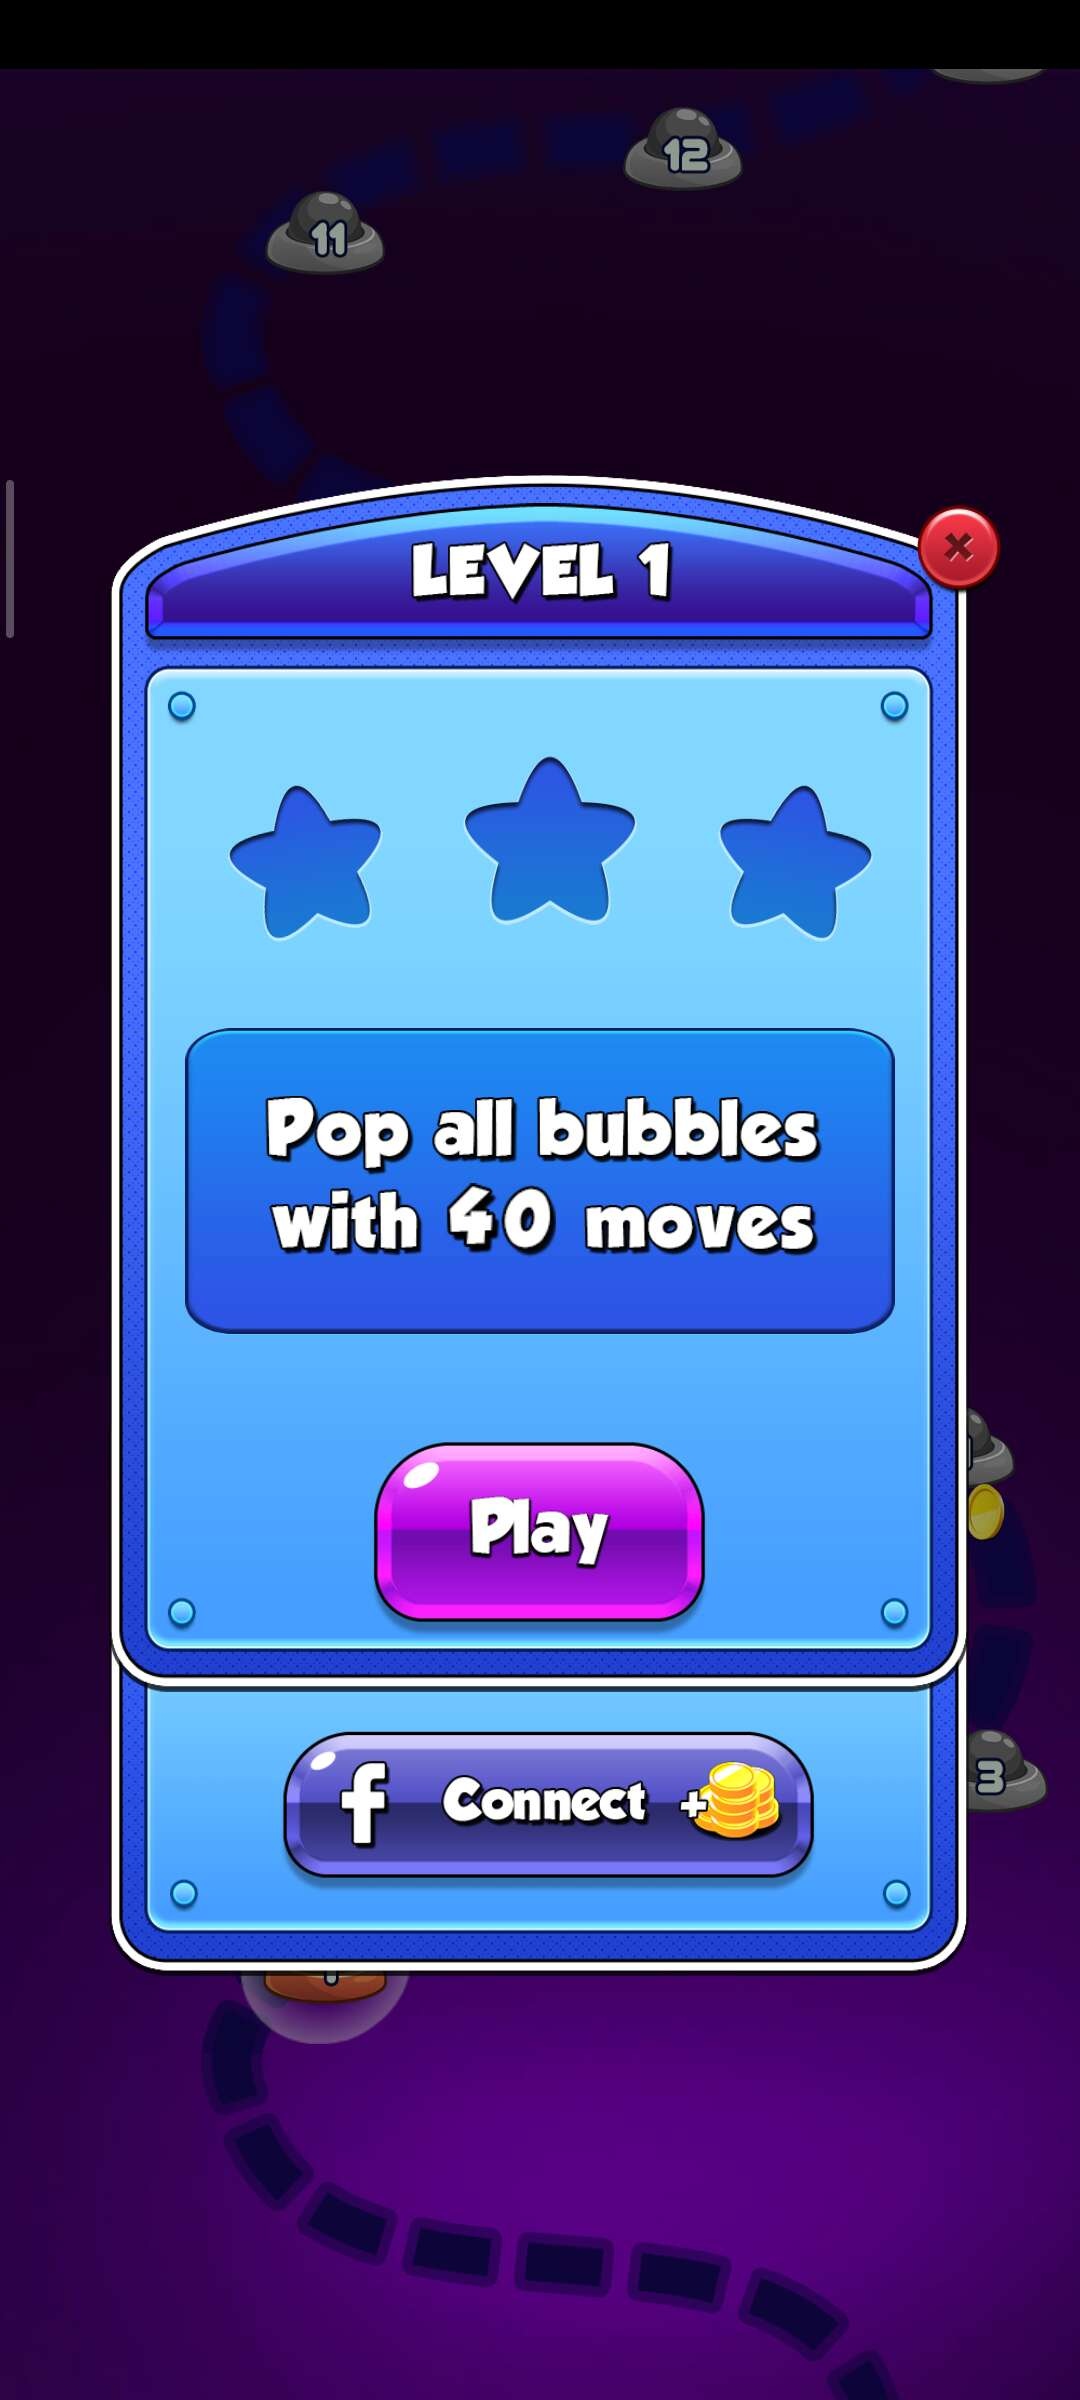 12
11
LEVEL 1
Pop all bubbles
with 40 moves
Play
f Connect +
3